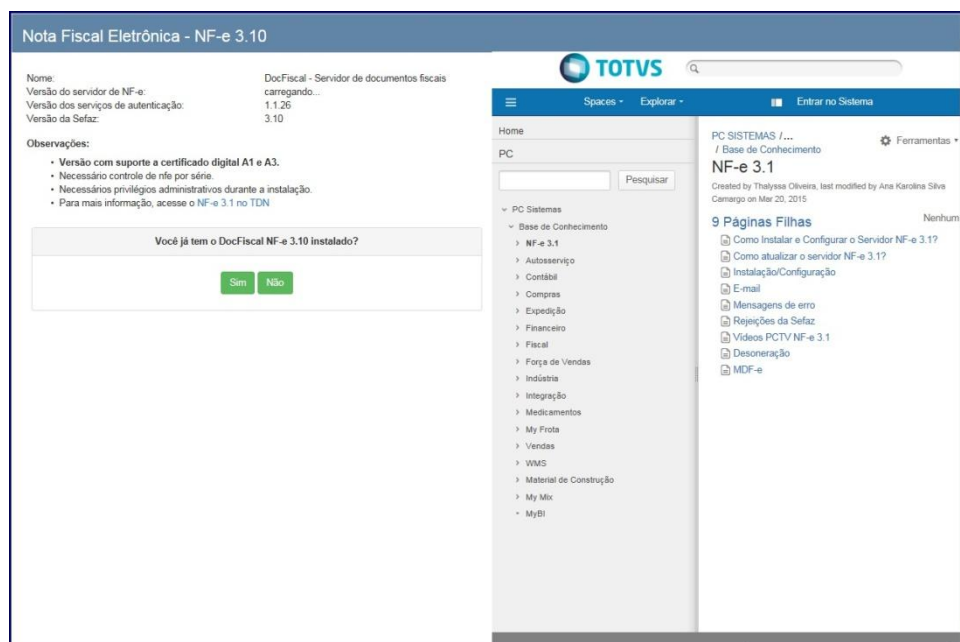 Nota Fiscal Eletrônica - NF-e 3.10
Nome: DocFiscal - Servidor de documentos fiscais
Versão do servidor de NF-e: carregando...
Versão dos serviços de autenticação: 1.1.26
Versão da Sefaz: 3.10
Observações:
• Versão com suporte a certificado digital A1 e A3.
• Necessário controle de nfe por série.
• Necessários privilégios administrativos durante a instalação.
• Para mais informação, acesse o NF-e 3.1 no TDN
Você já tem o DocFiscal NF-e 3.10 instalado?
Sim Não
TOTVS
Spaces Explorar Entrar no Sistema
Home
PC
Pesquisar
PC Sistemas
Base de Conhecimento
NF-e 3.1
Autosserviço
Contábil
Compras
Expedição
Financeiro
Fiscal
Força de Vendas
Indústria
Integração
Medicamentos
My Frota
Vendas
WMS
Material de Construção
My Mix
MyBI
PC SISTEMAS /...
/ Base de Conhecimento
Ferramentas
NF-e 3.1
Created by Thalyssa Oliveira, last modified by Ana Karolina Silva
Camargo on Mar 20, 2015
9 Páginas Filhas Nenhum
Como Instalar e Configurar o Servidor NF-e 3.1?
Como atualizar o servidor NF-e 3.1?
Instalação/Configuração
E-mail
Mensagens de erro
Rejeições da Sefaz
Vídeos PCTV NF-e 3.1
Desoneração
MDF-e